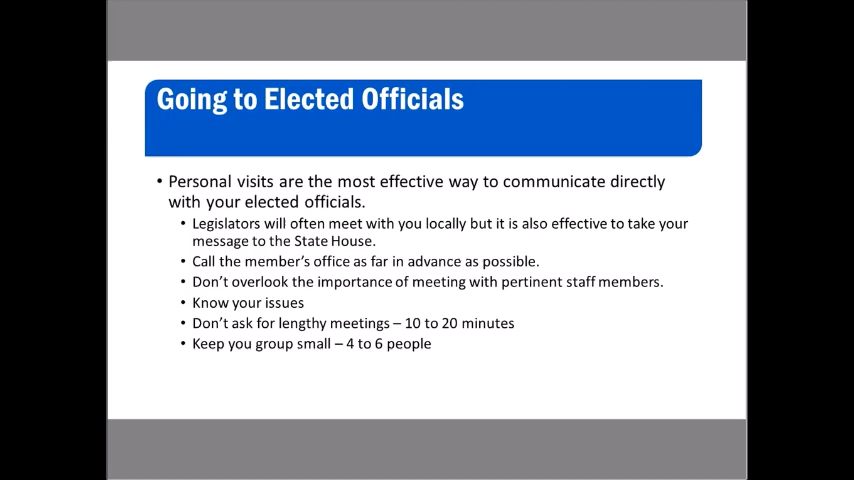 Going to Elected Officials
• Personal visits are the most effective way to communicate directly
with your elected officials.
• Legislators will often meet with you locally but it is also effective to take your
message to the State House.
• Call the member's office as far in advance as possible.
• Don't overlook the importance of meeting with pertinent staff members.
• Know your issues
• Don't ask for lengthy meetings – 10 to 20 minutes
• Keep you group small – 4 to 6 people